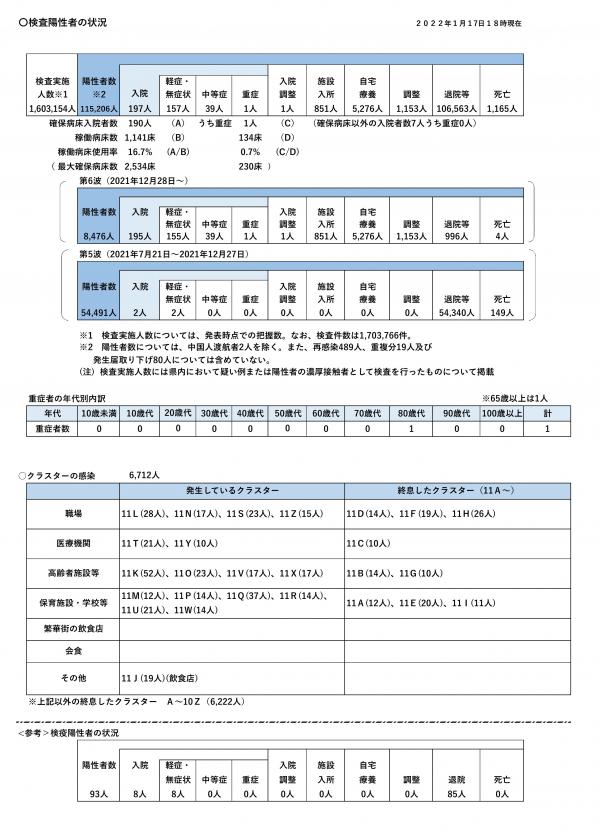 〇検査陽性者の状況
２０２２年１月１７日１８時現在
検査実施人数※1 陽性者数※2 入院 軽症・無症状 中等症 重症 入院調整 施設入所 自宅療養 調整 退院等 死亡
1,603,154人 115,206人 197人 157人 39人 1人 1人 851人 5,276人 1,153人 106,563人 1,165人
確保病床入院者数 190人 (A) うち重症 1人 (C) (確保病床以外の入院者数7人うち重症0人)
稼働病床数 1,141床 (B) 134床 (D)
稼働病床使用率 16.7% (A/B) 0.7% (C/D)
( 最大確保病床数 2,534床 230床 )
第6波（2021年12月28日～）
陽性者数 入院 軽症・無症状 中等症 重症 入院調整 施設入所 自宅療養 調整 退院等 死亡
8,476人 195人 155人 39人 1人 1人 851人 5,276人 1,153人 996人 4人
第5波（2021年7月21日～2021年12月27日)
陽性者数 入院 軽症・無症状 中等症 重症 入院調整 施設入所 自宅療養 調整 退院等 死亡
54,491人 2人 2人 0人 0人 0人 0人 0人 0人 54,340人 149人
※1 検査実施人数については、発表時点での把握数。なお、検査件数は1,703,766件。
※2 陽性者数については、中国人渡航者2人を除く。また、再感染489人、重複分19人及び
発生届取り下げ80人については含めていない。
（注）検査実施人数には県内において疑い例または陽性者の濃厚接触者として検査を行ったものについて掲載
重症者の年代別内訳 ※65歳以上は1人
年代 10歳未満 10歳代 20歳代 30歳代 40歳代 50歳代 60歳代 70歳代 80歳代 90歳代 100歳以上 計
重症者数 0 0 0 0 0 0 0 0 1 0 0 1
○クラスターの感染 6,712人
発生しているクラスター 終息したクラスター（11Ａ～）
職場 11Ｌ(28人)、11Ｎ(17人)、11Ｓ(23人)、11Ｚ(15人) 11Ｄ(14人)、11Ｆ(19人)、11Ｈ(26人)
医療機関 11Ｔ(21人)、11Ｙ(10人) 11Ｃ(10人)
高齢者施設等 11Ｋ(52人)、11Ｏ(23人)、11Ｖ(17人)、11Ｘ(17人) 11Ｂ(14人)、11Ｇ(10人)
保育施設・学校等 11Ｍ(12人)、11Ｐ(14人)、11Ｑ(37人)、11Ｒ(14人)、 11Ａ(12人)、11Ｅ(20人)、11Ｉ(11人)
11Ｕ(21人)、11Ｗ(14人)
繁華街の飲食店
会食
その他 11Ｊ(19人)(飲食店)
※上記以外の終息したクラスター Ａ～10Ｚ（6,222人）
＜参考＞検疫陽性者の状況
陽性者数 入院 軽症・無症状 中等症 重症 入院調整 施設入所 自宅療養 調整 退院 死亡
93人 8人 8人 0人 0人 0人 0人 0人 0人 85人 0人